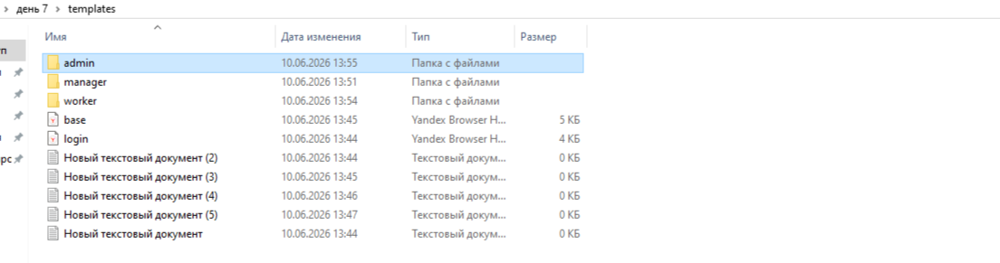 день 7 templates
Имя Дата изменения Тип Размер
admin 10.06.2026 13:55 Папка с файлами
manager 10.06.2026 13:51 Папка с файлами
worker 10.06.2026 13:54 Папка с файлами
base 10.06.2026 13:45 Yandex Browser H... 5 КБ
login 10.06.2026 13:44 Yandex Browser H... 4 КБ
Новый текстовый документ (2) 10.06.2026 13:44 Текстовый докум... 0 КБ
Новый текстовый документ (3) 10.06.2026 13:45 Текстовый докум... 0 КБ
Новый текстовый документ (4) 10.06.2026 13:46 Текстовый докум... 0 КБ
Новый текстовый документ (5) 10.06.2026 13:47 Текстовый докум... 0 КБ
Новый текстовый документ 10.06.2026 13:44 Текстовый докум... 0 КБ